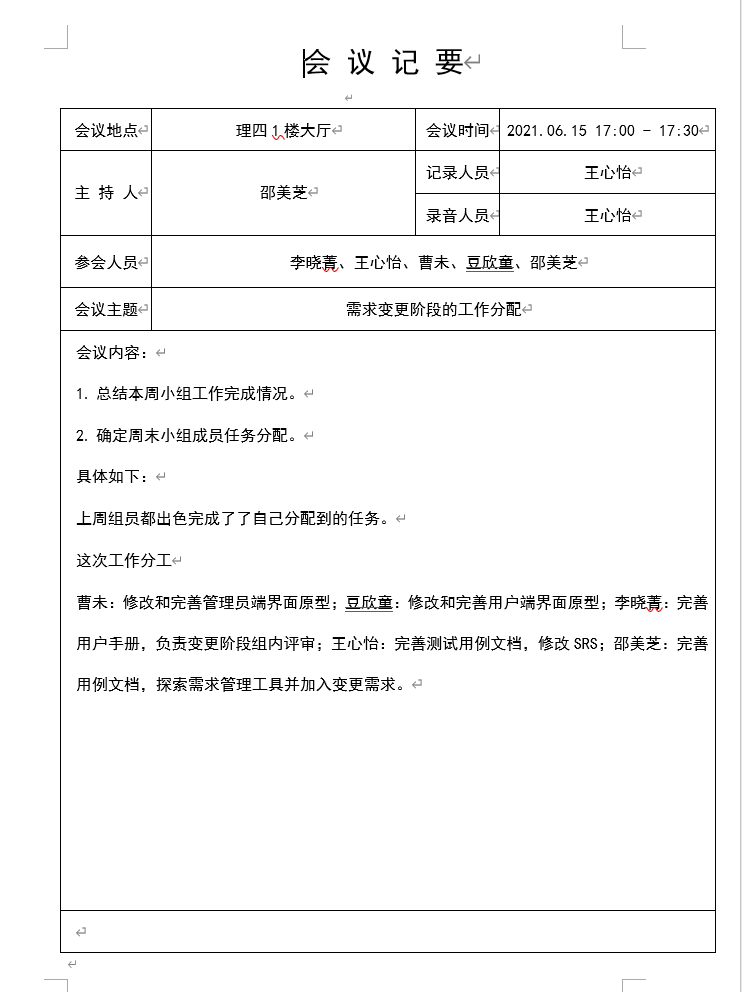 会 议 记 要
会议地点 理四 1 楼大厅 会议时间 2021.06.15 17:00 - 17:30
主 持 人 邵美芝 记录人员 王心怡
录音人员 王心怡
参会人员 李晓菁、王心怡、曹未、豆欣童、邵美芝
会议主题 需求变更阶段的工作分配
会议内容：
1. 总结本周小组工作完成情况。
2. 确定周末小组成员任务分配。
具体如下：
上周组员都出色完成了了自己分配到的任务。
这次工作分工
曹未：修改和完善管理员端界面原型；豆欣童：修改和完善用户端界面原型；李晓菁：完善
用户手册，负责变更阶段组内评审；王心怡：完善测试用例文档，修改 SRS；邵美芝：完善
用例文档，探索需求管理工具并加入变更需求。